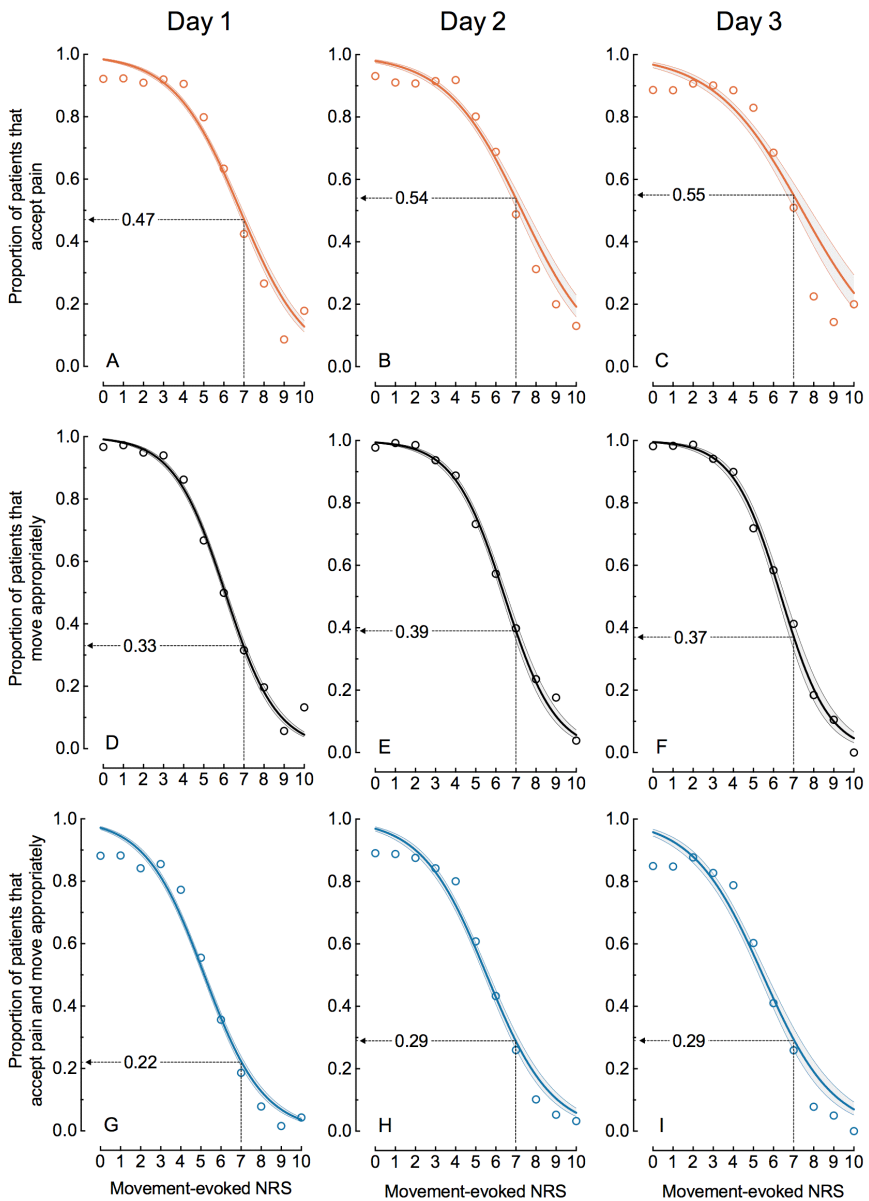 Day 1
Day 2
Day 3
Proportion of patients that
accept pain
1.0
0.8
0.6
0.4
0.2
0.0
0.47
A
0 1 2 3 4 5 6 7 8 9 10
1.0
0.8
0.6
0.4
0.2
0.0
0.54
B
0 1 2 3 4 5 6 7 8 9 10
1.0
0.8
0.6
0.4
0.2
0.0
0.55
C
0 1 2 3 4 5 6 7 8 9 10
Proportion of patients that
move appropriately
1.0
0.8
0.6
0.4
0.2
0.0
0.33
D
0 1 2 3 4 5 6 7 8 9 10
1.0
0.8
0.6
0.4
0.2
0.0
0.39
E
0 1 2 3 4 5 6 7 8 9 10
1.0
0.8
0.6
0.4
0.2
0.0
0.37
F
0 1 2 3 4 5 6 7 8 9 10
Proportion of patients that
accept pain and move appropriately
1.0
0.8
0.6
0.4
0.2
0.0
0.22
G
0 1 2 3 4 5 6 7 8 9 10
Movement-evoked NRS
1.0
0.8
0.6
0.4
0.2
0.0
0.29
H
0 1 2 3 4 5 6 7 8 9 10
Movement-evoked NRS
1.0
0.8
0.6
0.4
0.2
0.0
0.29
I
0 1 2 3 4 5 6 7 8 9 10
Movement-evoked NRS